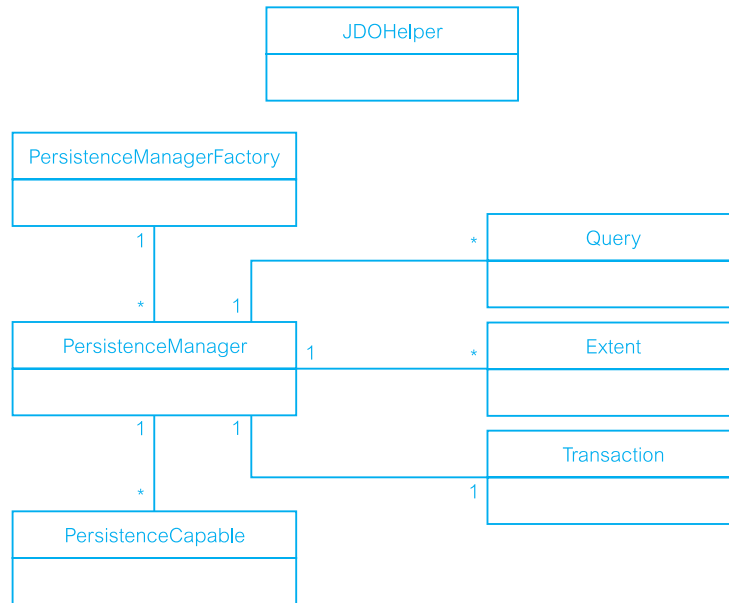 JDOHelper
PersistenceManagerFactory
1
*
Query
*
1
PersistenceManager
1
*
Extent
1
1
Transaction
1
*
PersistenceCapable